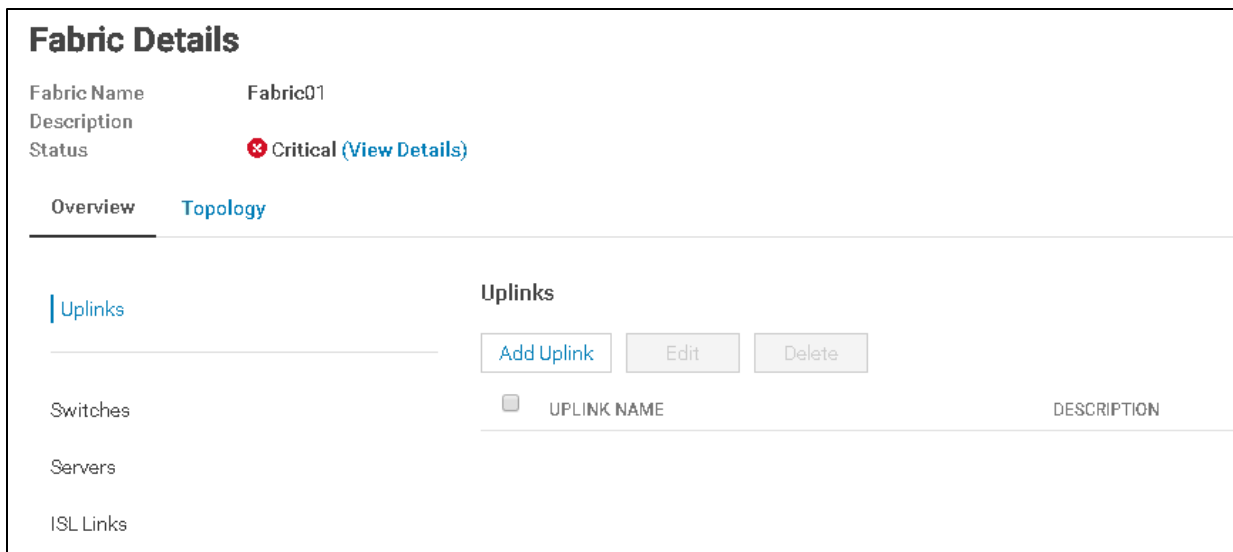 Fabric Details
Fabric Name Fabric01
Description
Status Critical (View Details)
Overview Topology
Uplinks
Switches
Servers
ISL Links
Uplinks
Add Uplink Edit Delete
UPLINK NAME DESCRIPTION